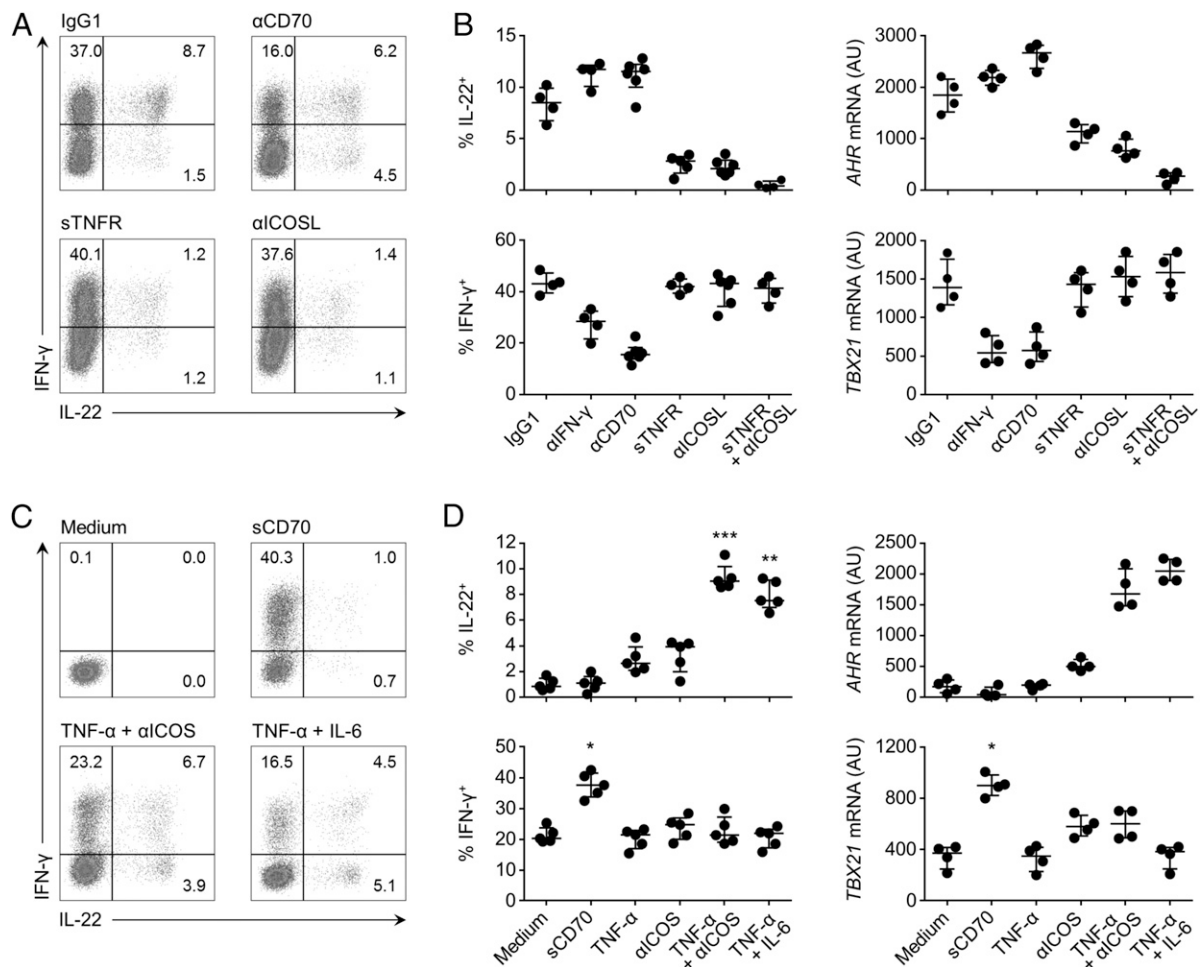 A
IgG1
αCD70
37.0
8.7
1.5
16.0
6.2
4.5
sTNFR
αICOSL
40.1
1.2
1.2
37.6
1.4
1.1
IFN-γ
IL-22
B
% IL-22⁺
15
10
5
0
AHR mRNA (AU)
3000
2000
1000
0
% IFN-γ⁺
60
40
20
0
TBX21 mRNA (AU)
2000
1500
1000
500
0
IgG1
αIFN-γ
αCD70
sTNFR
αICOSL
sTNFR
+ αICOSL
IgG1
αIFN-γ
αCD70
sTNFR
αICOSL
sTNFR
+ αICOSL
C
Medium
sCD70
0.1
0.0
0.0
40.3
1.0
0.7
TNF-α + αICOS
TNF-α + IL-6
23.2
6.7
3.9
16.5
4.5
5.1
IFN-γ
IL-22
D
% IL-22⁺
12
10
8
6
4
2
0
***
**
AHR mRNA (AU)
2500
2000
1500
1000
500
0
% IFN-γ⁺
50
40
30
20
10
0
*
TBX21 mRNA (AU)
1200
800
400
0
*
Medium
sCD70
TNF-α
αICOS
TNF-α
+ αICOS
TNF-α
+ IL-6
Medium
sCD70
TNF-α
αICOS
TNF-α
+ αICOS
TNF-α
+ IL-6